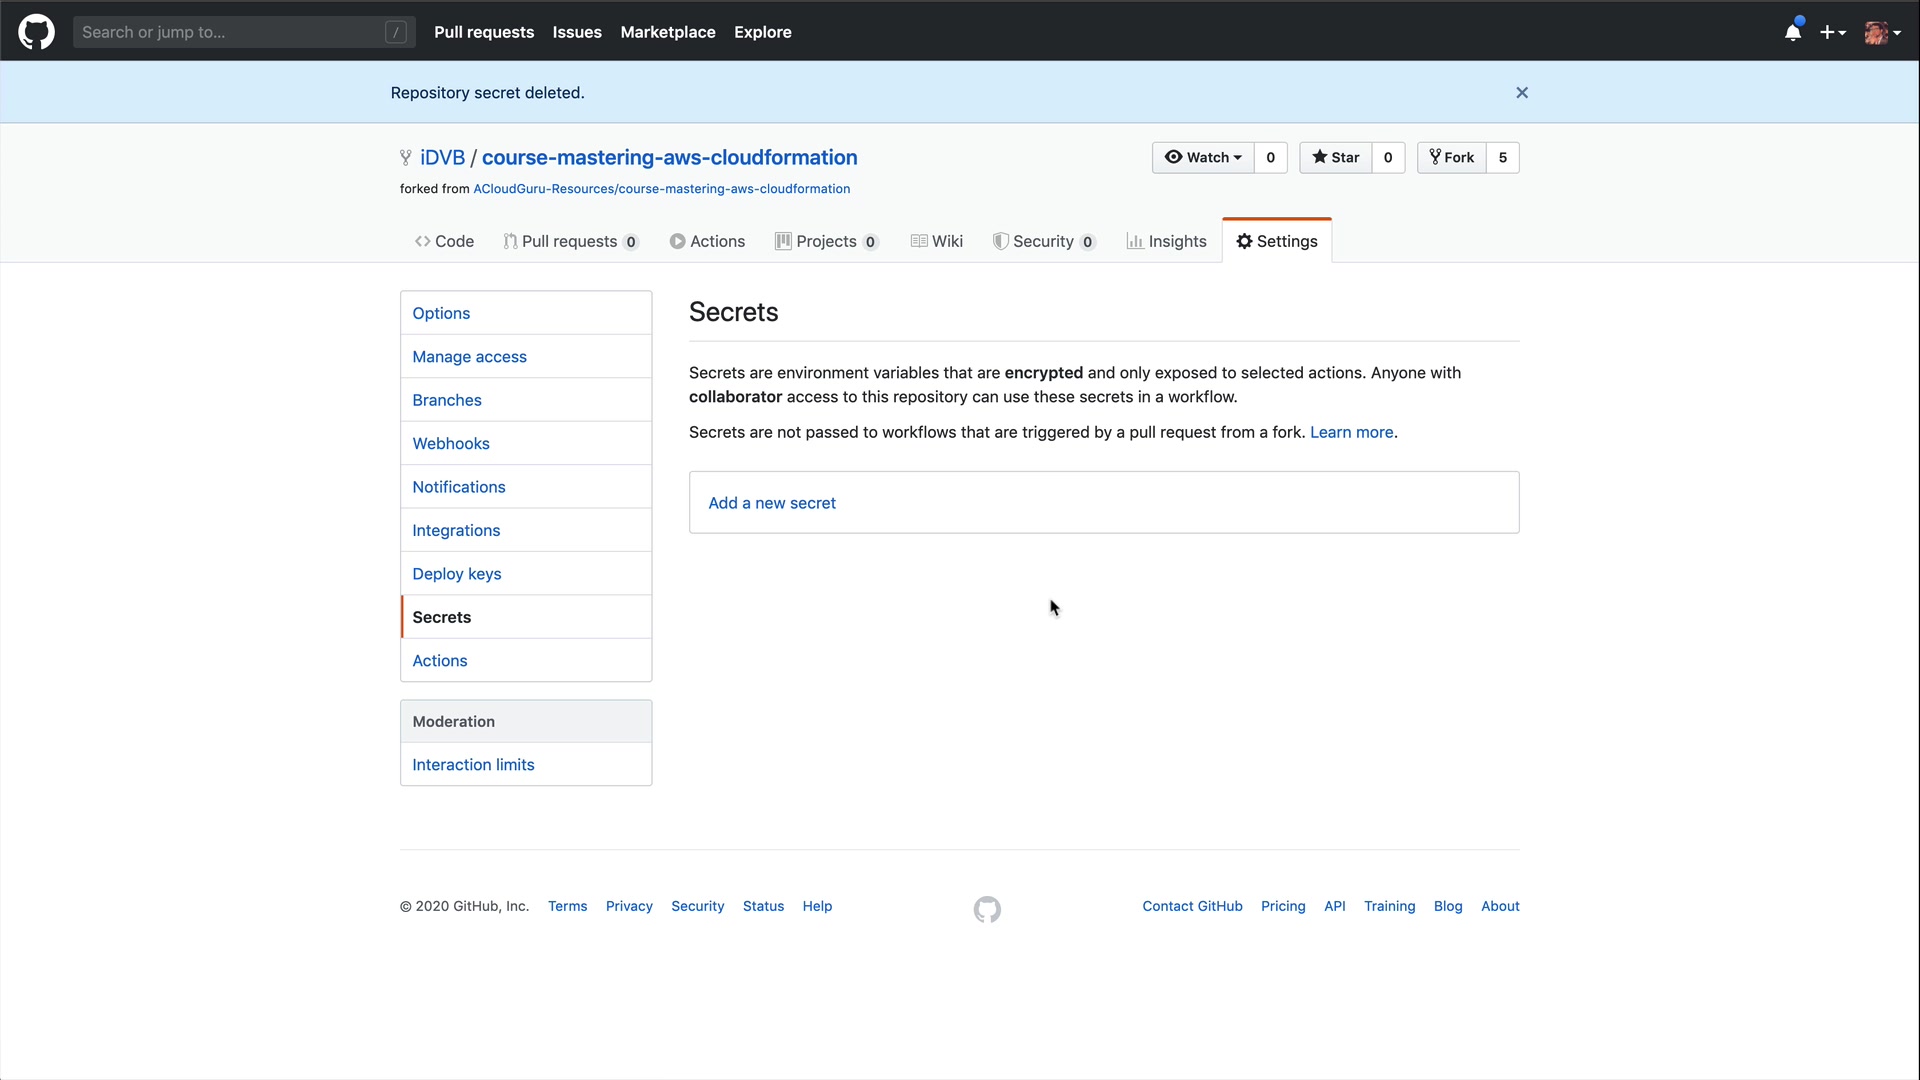 Search or jump to... /
Pull requests Issues Marketplace Explore
Repository secret deleted.
iDVB / course-mastering-aws-cloudformation
forked from ACloudGuru-Resources/course-mastering-aws-cloudformation
Watch 0 Star 0 Fork 5
Code Pull requests 0 Actions Projects 0 Wiki Security 0 Insights Settings
Options
Manage access
Branches
Webhooks
Notifications
Integrations
Deploy keys
Secrets
Actions
Moderation
Interaction limits
Secrets
Secrets are environment variables that are encrypted and only exposed to selected actions. Anyone with
collaborator access to this repository can use these secrets in a workflow.
Secrets are not passed to workflows that are triggered by a pull request from a fork. Learn more.
Add a new secret
© 2020 GitHub, Inc. Terms Privacy Security Status Help
Contact GitHub Pricing API Training Blog About